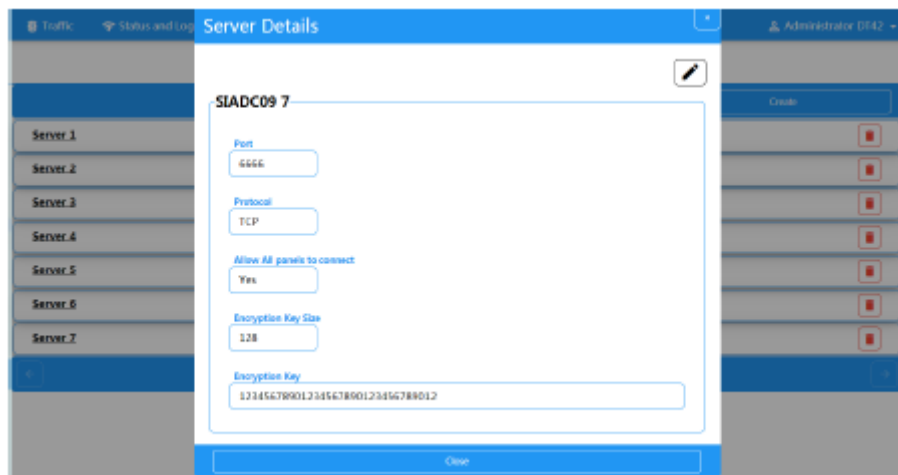 Traffic
Status and Log
Server Details
×
Administrator DT42
SIADC09 7
Create
Port
6666
Protocol
TCP
Allow All panels to connect
Yes
Encryption Key Size
128
Encryption Key
12345678901234567890123456789012
Server 1
Server 2
Server 3
Server 4
Server 5
Server 6
Server 7
Close